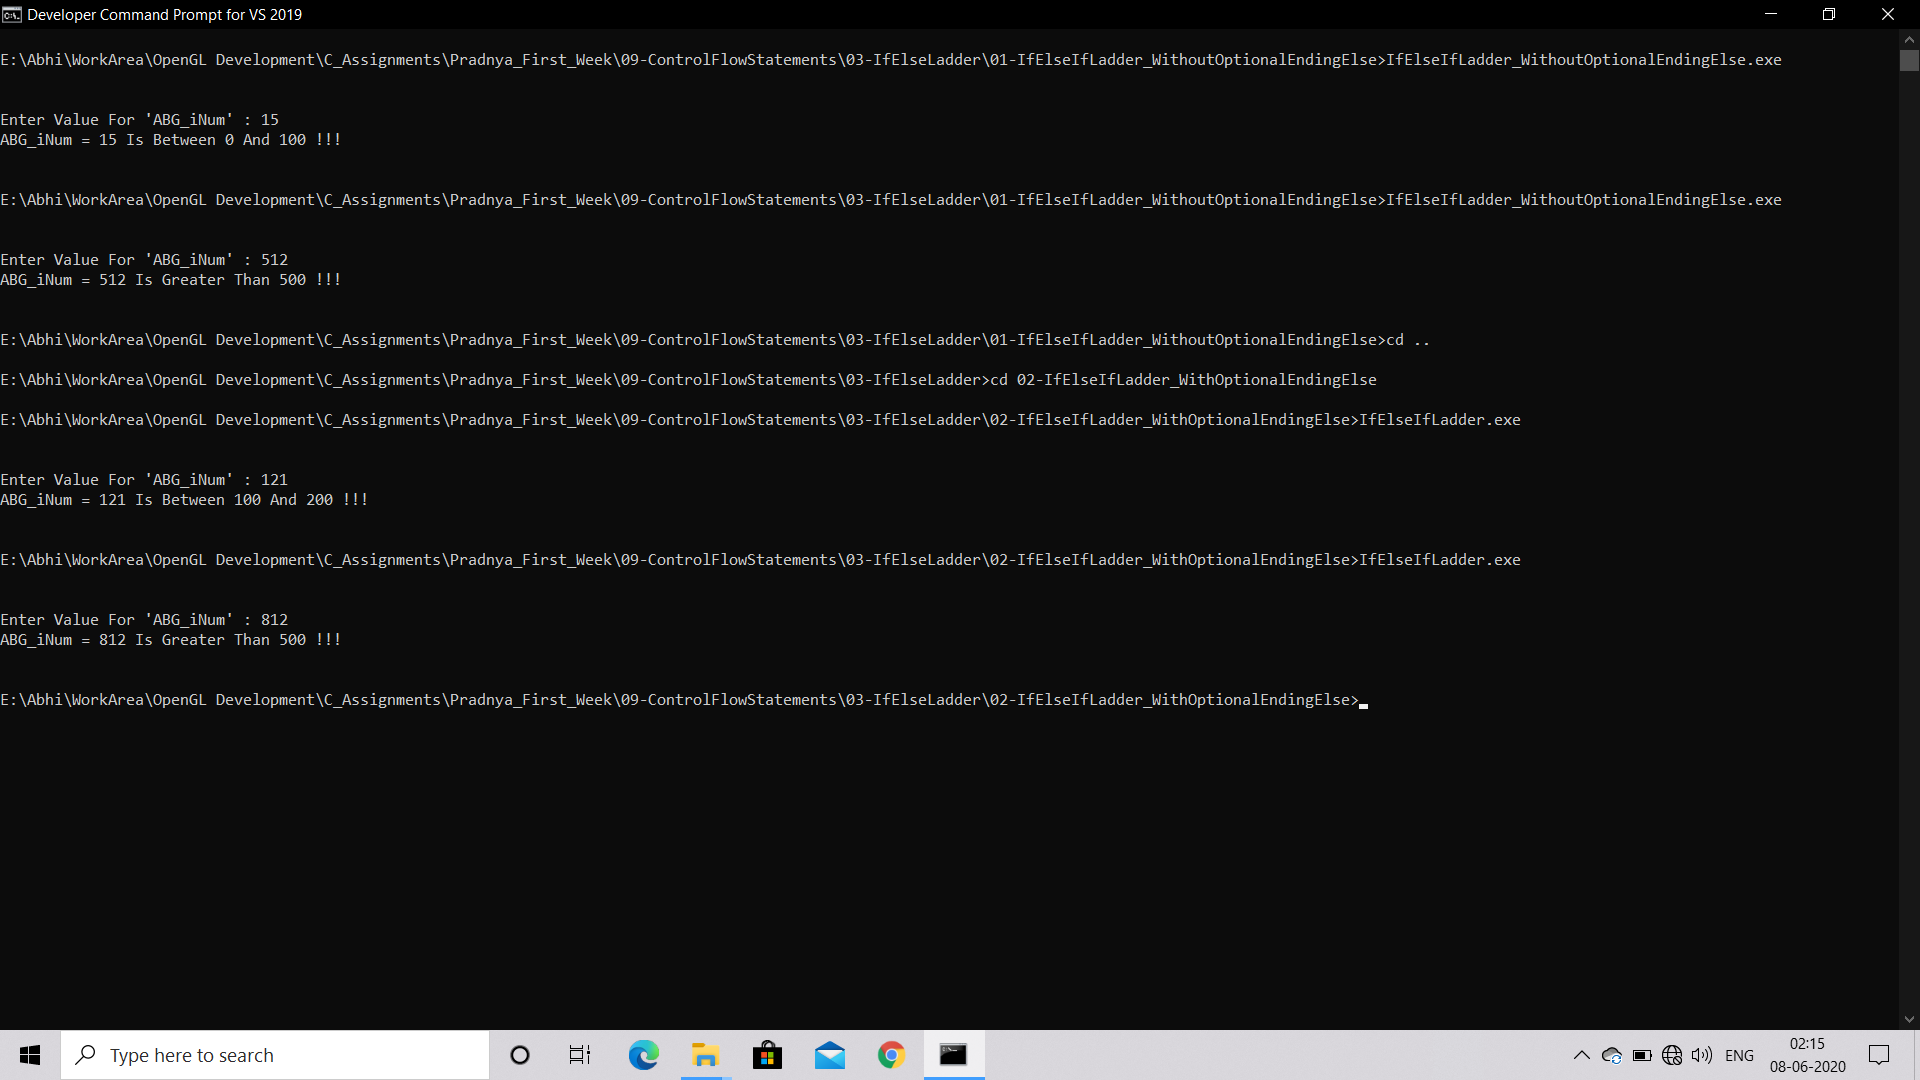 Developer Command Prompt for VS 2019
E:\Abhi\WorkArea\OpenGL Development\C_Assignments\Pradnya_First_Week\09-ControlFlowStatements\03-IfElseLadder\01-IfElseIfLadder_WithoutOptionalEndingElse>IfElseIfLadder_WithoutOptionalEndingElse.exe
Enter Value For 'ABG_iNum' : 15
ABG_iNum = 15 Is Between 0 And 100 !!!
E:\Abhi\WorkArea\OpenGL Development\C_Assignments\Pradnya_First_Week\09-ControlFlowStatements\03-IfElseLadder\01-IfElseIfLadder_WithoutOptionalEndingElse>IfElseIfLadder_WithoutOptionalEndingElse.exe
Enter Value For 'ABG_iNum' : 512
ABG_iNum = 512 Is Greater Than 500 !!!
E:\Abhi\WorkArea\OpenGL Development\C_Assignments\Pradnya_First_Week\09-ControlFlowStatements\03-IfElseLadder\01-IfElseIfLadder_WithoutOptionalEndingElse>cd ..
E:\Abhi\WorkArea\OpenGL Development\C_Assignments\Pradnya_First_Week\09-ControlFlowStatements\03-IfElseLadder>cd 02-IfElseIfLadder_WithOptionalEndingElse
E:\Abhi\WorkArea\OpenGL Development\C_Assignments\Pradnya_First_Week\09-ControlFlowStatements\03-IfElseLadder\02-IfElseIfLadder_WithOptionalEndingElse>IfElseIfLadder.exe
Enter Value For 'ABG_iNum' : 121
ABG_iNum = 121 Is Between 100 And 200 !!!
E:\Abhi\WorkArea\OpenGL Development\C_Assignments\Pradnya_First_Week\09-ControlFlowStatements\03-IfElseLadder\02-IfElseIfLadder_WithOptionalEndingElse>IfElseIfLadder.exe
Enter Value For 'ABG_iNum' : 812
ABG_iNum = 812 Is Greater Than 500 !!!
E:\Abhi\WorkArea\OpenGL Development\C_Assignments\Pradnya_First_Week\09-ControlFlowStatements\03-IfElseLadder\02-IfElseIfLadder_WithOptionalEndingElse>
Type here to search
ENG
02:15
08-06-2020